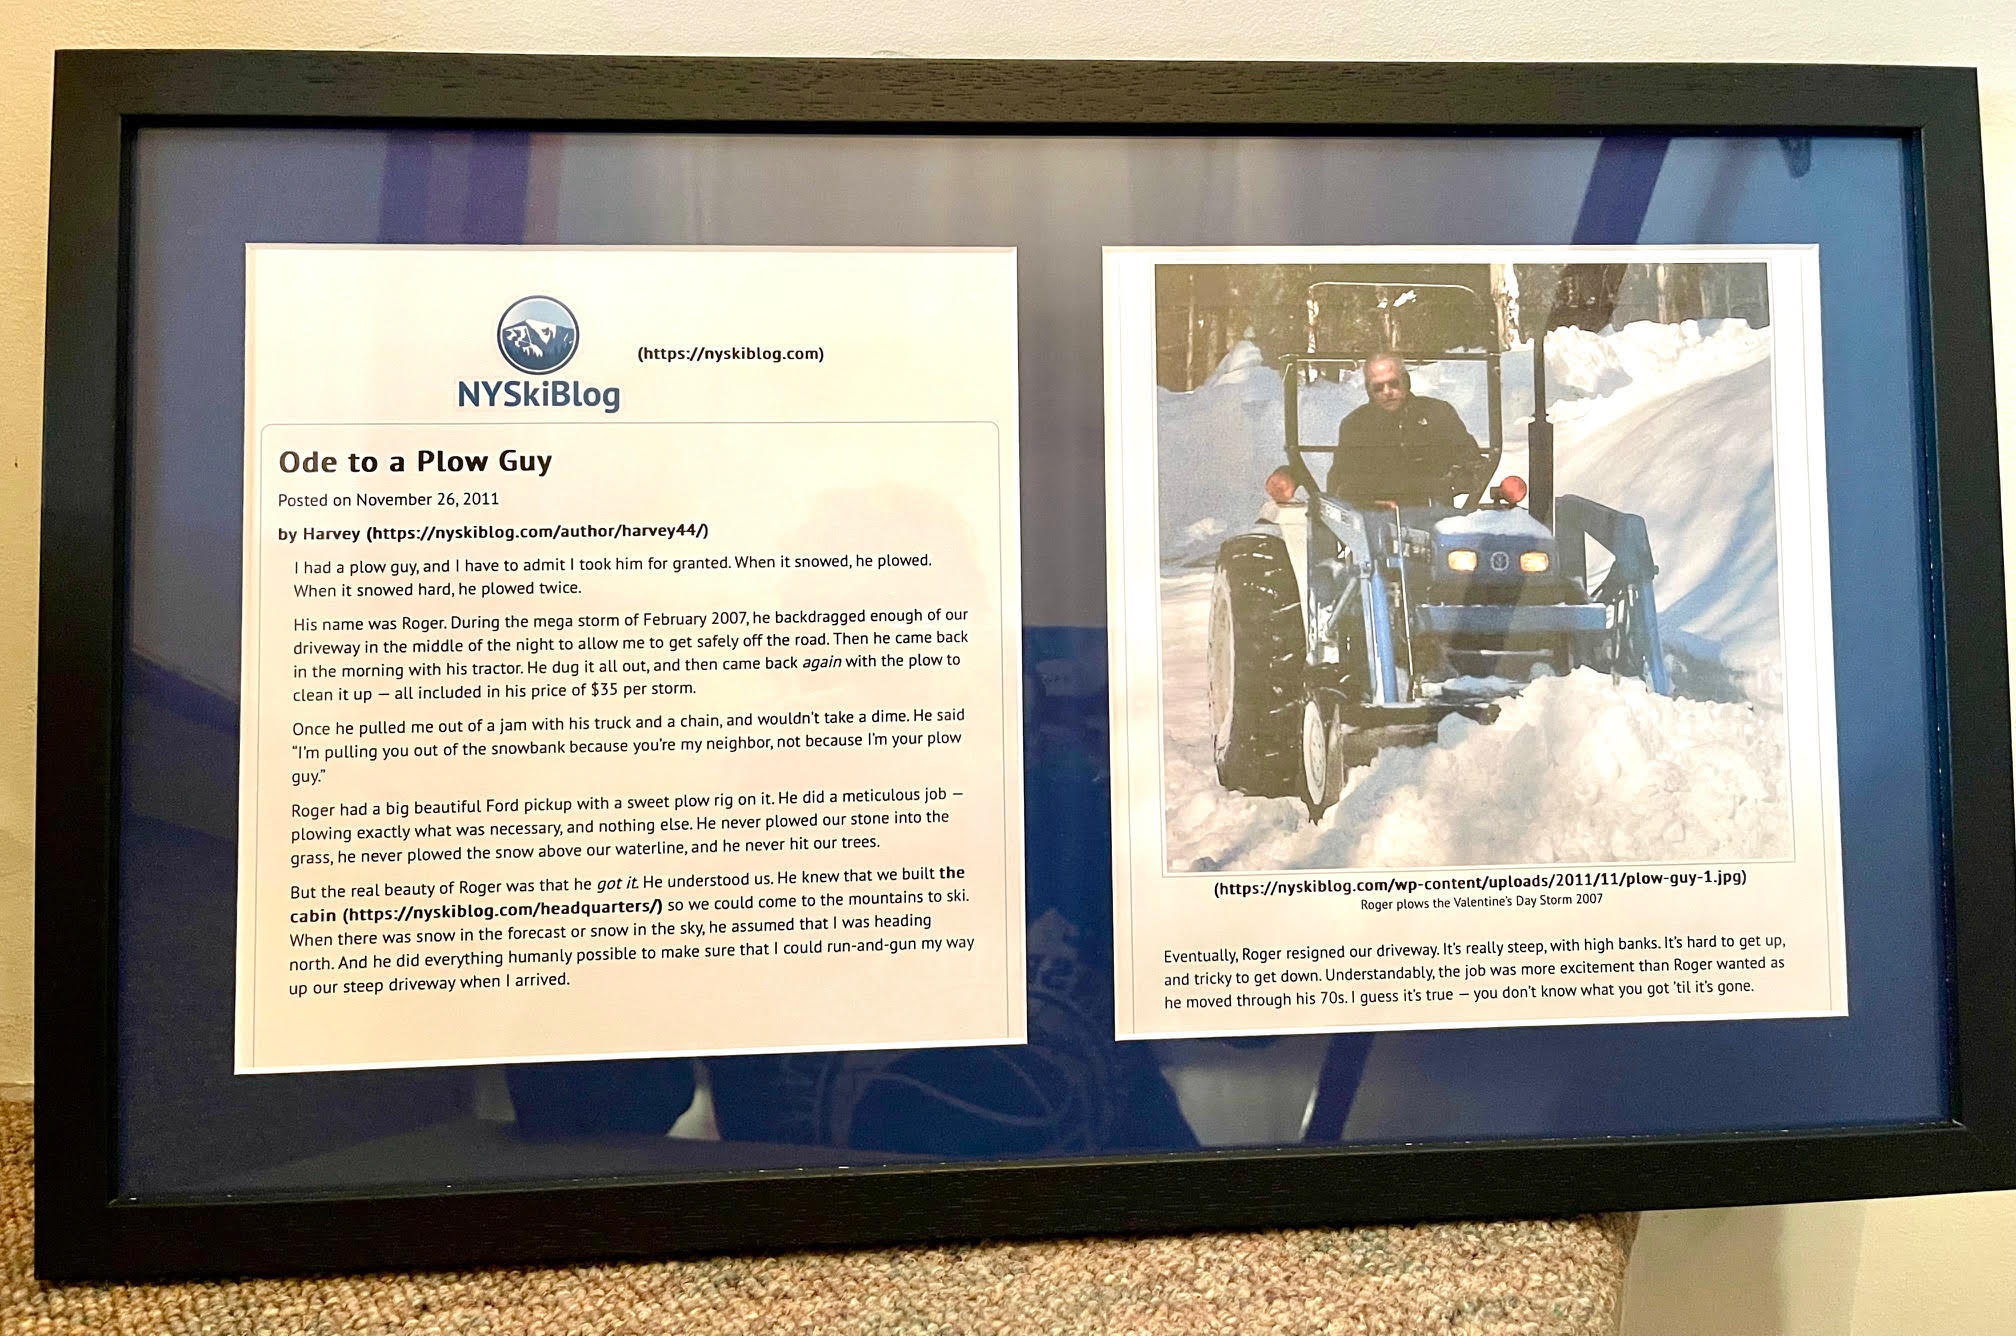 (https://nyskiblog.com)
NYSkiBlog
Ode to a Plow Guy
Posted on November 26, 2011
by Harvey (https://nyskiblog.com/author/harvey44/)
I had a plow guy, and I have to admit I took him for granted. When it snowed, he plowed.
When it snowed hard, he plowed twice.
His name was Roger. During the mega storm of February 2007, he backdragged enough of our
driveway in the middle of the night to allow me to get safely off the road. Then he came back
in the morning with his tractor. He dug it all out, and then came back again with the plow to
clean it up — all included in his price of $35 per storm.
Once he pulled me out of a jam with his truck and a chain, and wouldn't take a dime. He said
"I'm pulling you out of the snowbank because you're my neighbor, not because I'm your plow
guy."
Roger had a big beautiful Ford pickup with a sweet plow rig on it. He did a meticulous job —
plowing exactly what was necessary, and nothing else. He never plowed our stone into the
grass, he never plowed the snow above our waterline, and he never hit our trees.
But the real beauty of Roger was that he got it. He understood us. He knew that we built the
cabin (https://nyskiblog.com/headquarters/) so we could come to the mountains to ski.
When there was snow in the forecast or snow in the sky, he assumed that I was heading
north. And he did everything humanly possible to make sure that I could run-and-gun my way
up our steep driveway when I arrived.
(https://nyskiblog.com/wp-content/uploads/2011/11/plow-guy-1.jpg)
Roger plows the Valentine's Day Storm 2007
Eventually, Roger resigned our driveway. It's really steep, with high banks. It's hard to get up,
and tricky to get down. Understandably, the job was more excitement than Roger wanted as
he moved through his 70s. I guess it's true — you don't know what you got 'til it's gone.